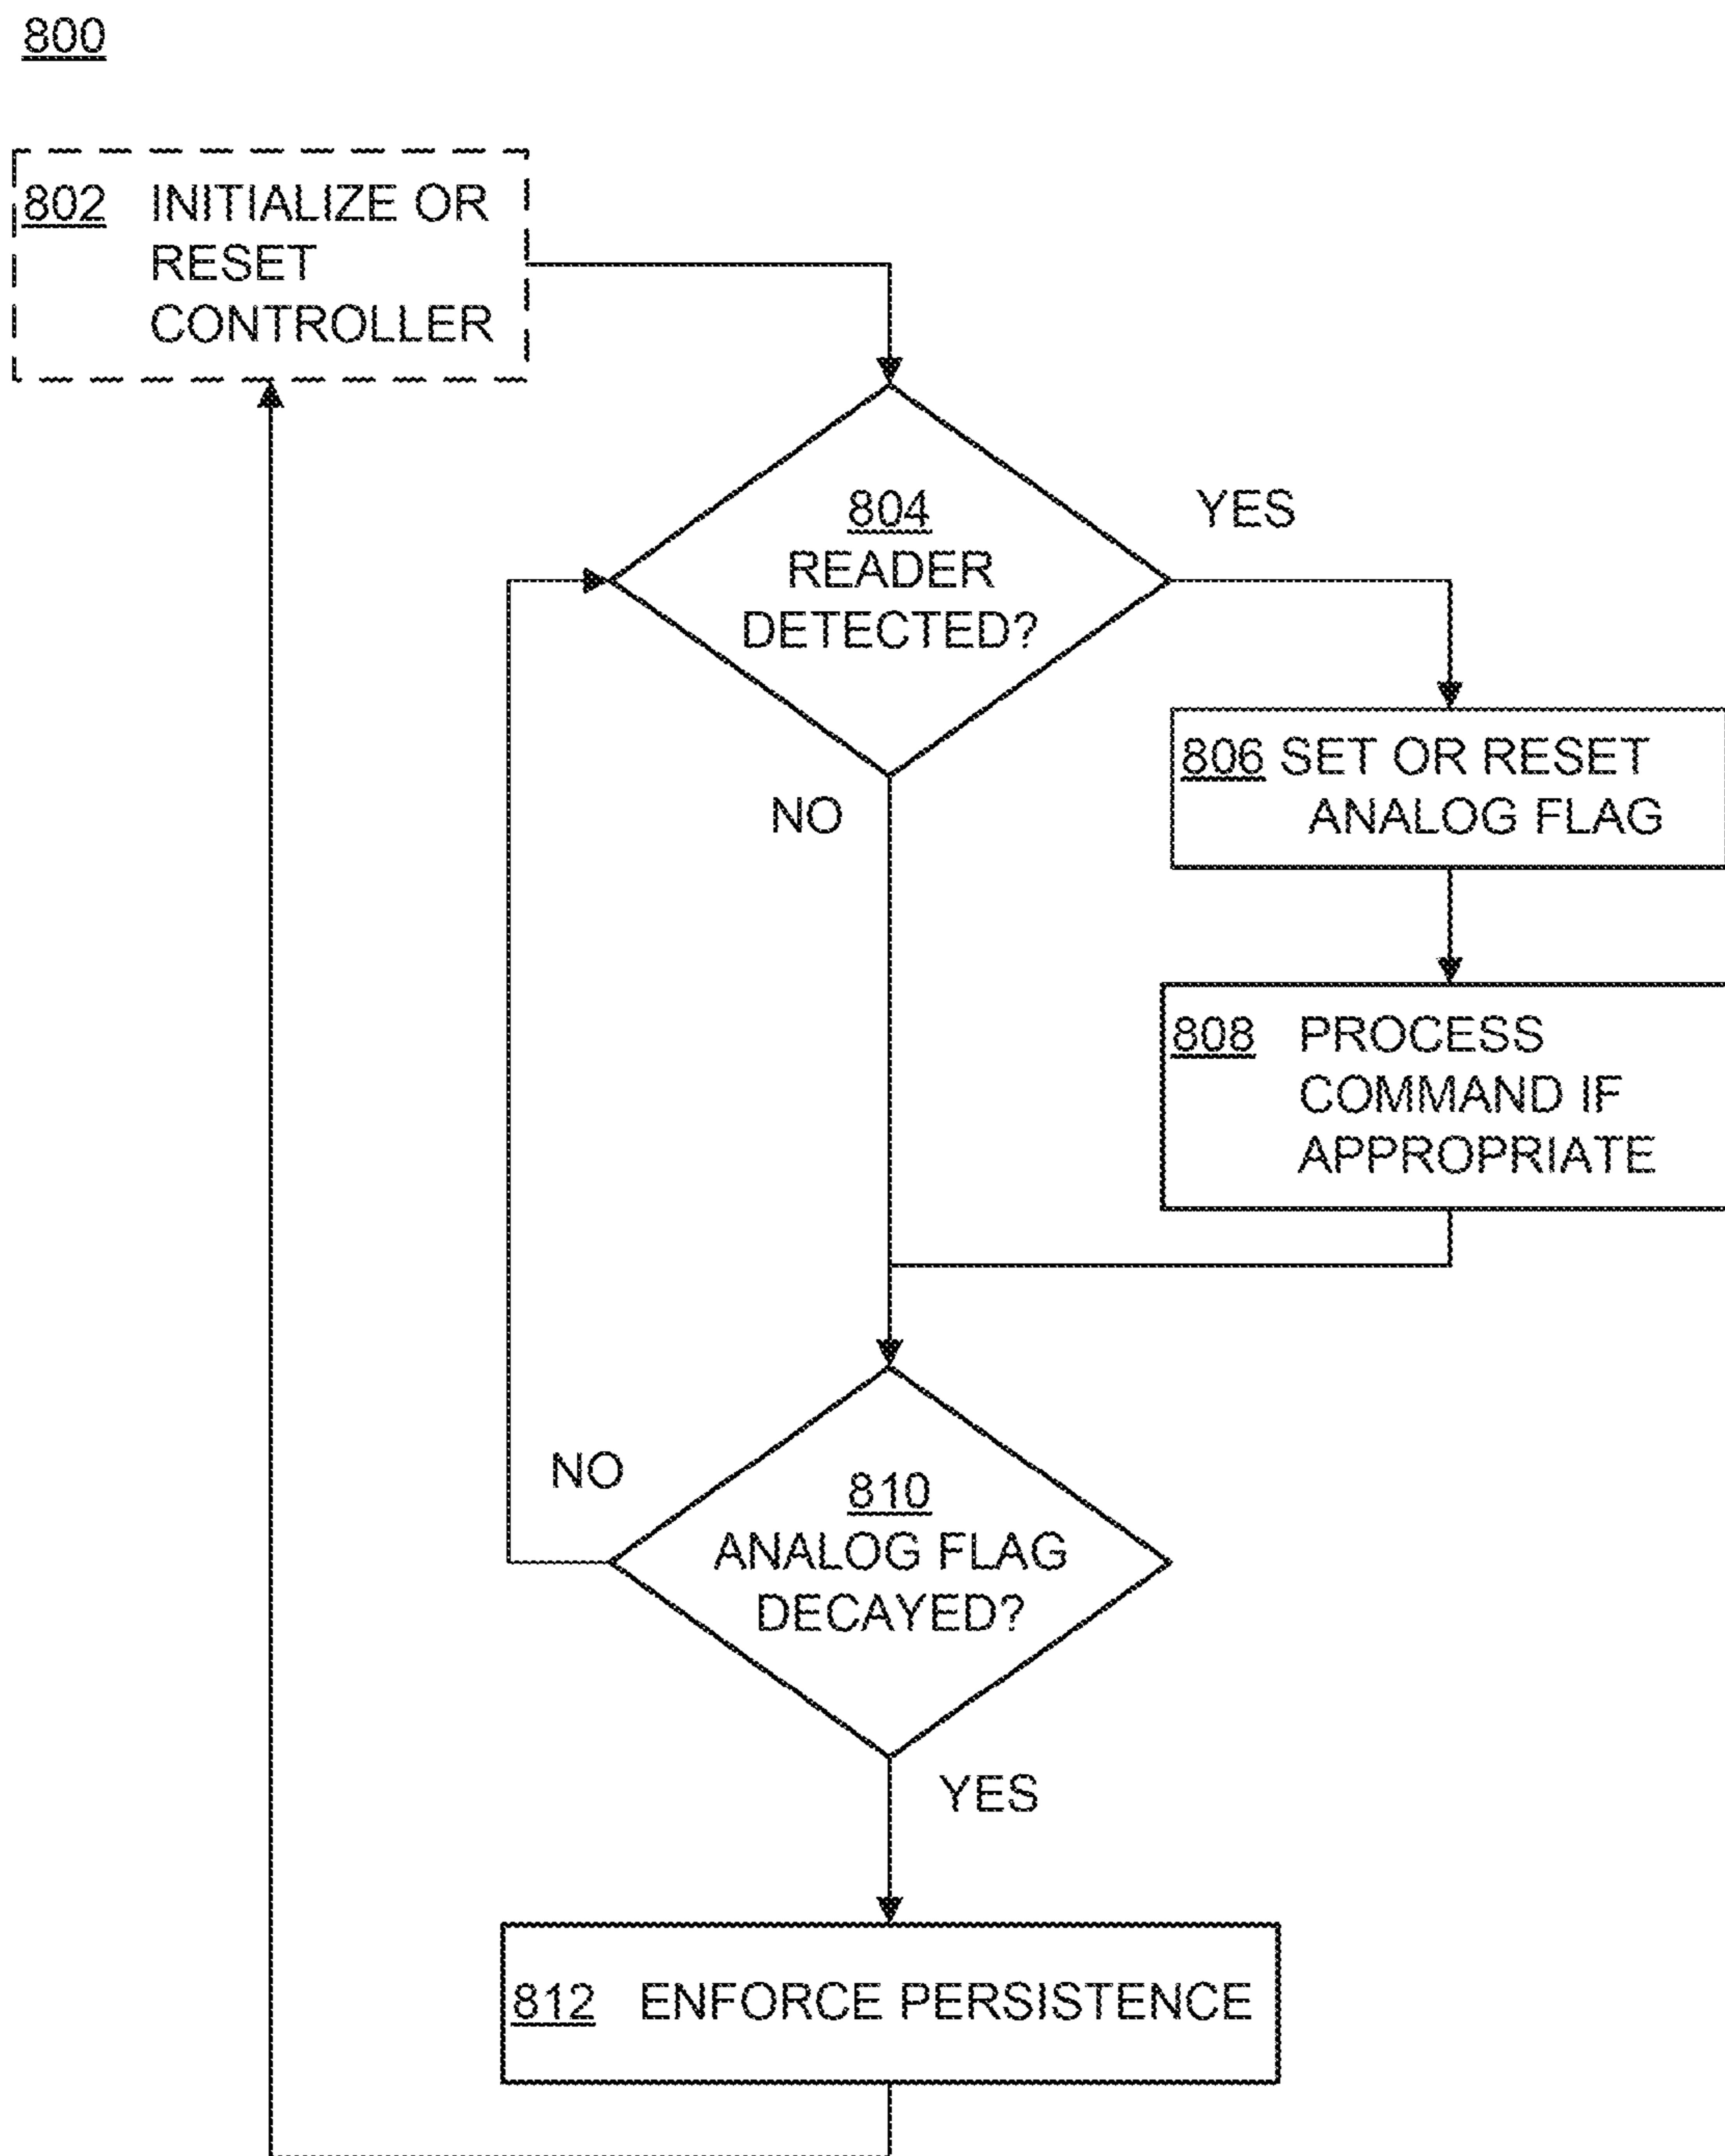 800
802 INITIALIZE OR
RESET
CONTROLLER
804
READER
DETECTED?
YES
NO
806 SET OR RESET
ANALOG FLAG
808 PROCESS
COMMAND IF
APPROPRIATE
NO
810
ANALOG FLAG
DECAYED?
YES
812 ENFORCE PERSISTENCE